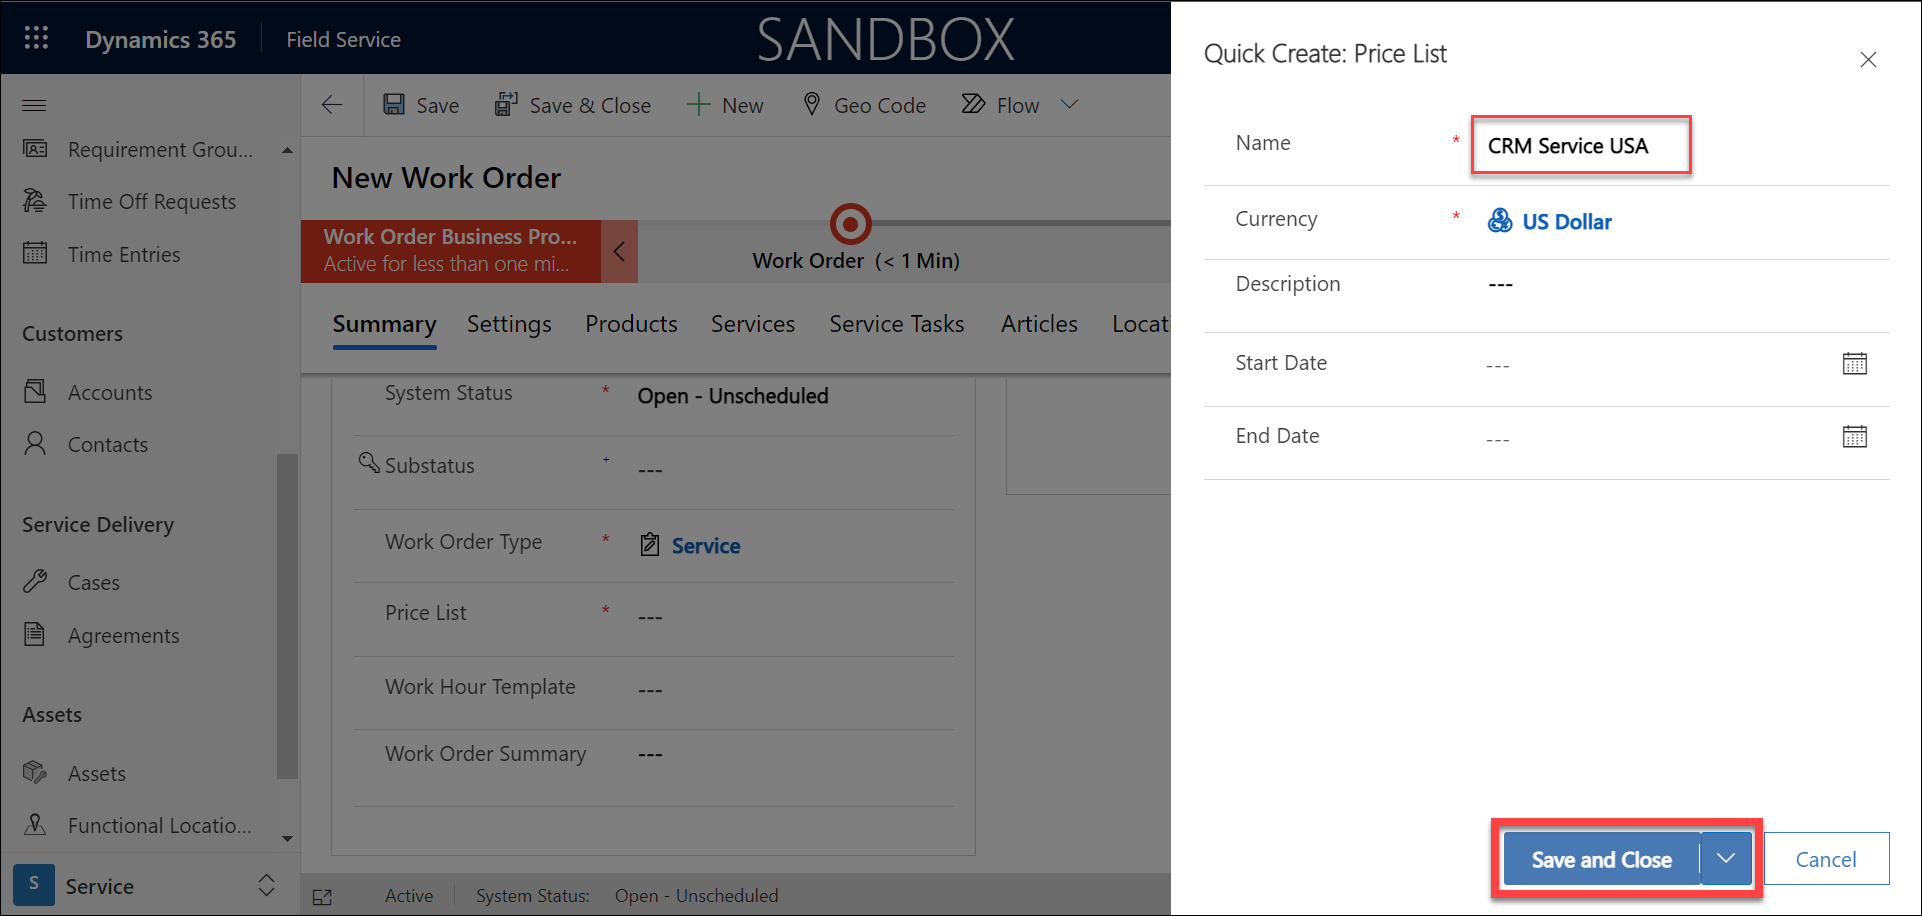 Dynamics 365
Field Service
SANDBOX
Save
Save & Close
New
Geo Code
Flow
Requirement Grou...
Time Off Requests
Time Entries
Customers
Accounts
Contacts
Service Delivery
Cases
Agreements
Assets
Assets
Functional Locatio...
S
Service
New Work Order
Work Order Business Pro...
Active for less than one mi...
Work Order (< 1 Min)
Summary
Settings
Products
Services
Service Tasks
Articles
Locat
System Status * Open - Unscheduled
Substatus + ---
Work Order Type * Service
Price List * ---
Work Hour Template ---
Work Order Summary ---
Active
System Status: Open - Unscheduled
Quick Create: Price List
Name * CRM Service USA
Currency * US Dollar
Description ---
Start Date ---
End Date ---
Save and Close
Cancel